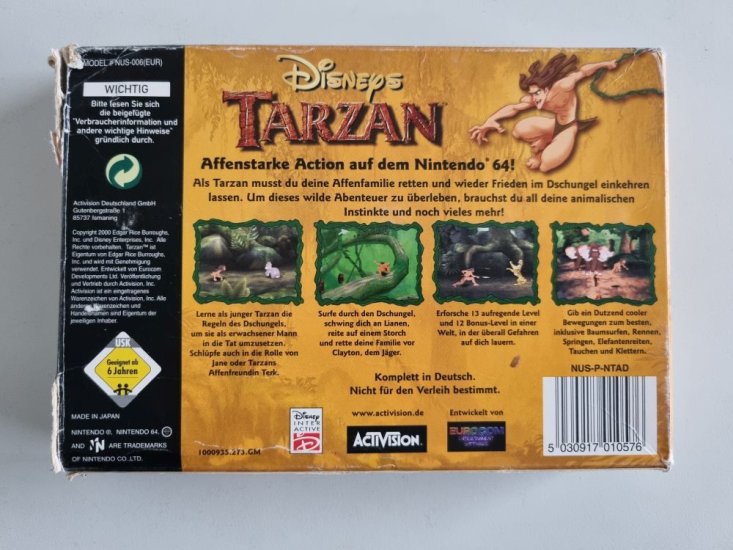 MODEL # NUS-006(EUR)
WICHTIG
Bitte lesen Sie sich
die beigefügte
"Verbraucherinformation und
andere wichtige Hinweise"
gründlich durch.
Activision Deutschland GmbH
Gutenbergstraße 1
85737 Ismaning
Copyright 2000 Edgar Rice Burroughs,
Inc. und Disney Enterprises, Inc. Alle
Rechte vorbehalten. Tarzan™ ist
Eigentum von Edgar Rice Burroughs,
Inc. und wird mit Genehmigung
verwendet. Entwickelt von Eurocom
Developments Ltd. Veröffentlichung
und Vertrieb durch Activision, Inc.
Activision ist ein eingetragenes
Warenzeichen von Activision, Inc. Alle
anderen Warenzeichen und
Handelsnamen sind Eigentum der
jeweiligen Inhaber.
USK
Geeignet ab
6 Jahren
MADE IN JAPAN
NINTENDO ®, NINTENDO 64, ®
AND N ARE TRADEMARKS
OF NINTENDO CO.,LTD.
DISNEYS
TARZAN
Affenstarke Action auf dem Nintendo® 64!
Als Tarzan musst du deine Affenfamilie retten und wieder Frieden im Dschungel einkehren
lassen. Um dieses wilde Abenteuer zu überleben, brauchst du all deine animalischen
Instinkte und noch vieles mehr!
Lerne als junger Tarzan die
Regeln des Dschungels,
um sie als erwachsener Mann
in die Tat umzusetzen.
Schlüpfe auch in die Rolle von
Jane oder Tarzans
Affenfreundin Terk.
Surfe durch den Dschungel,
schwing dich an Lianen,
reite auf einem Storch
und rette deine Familie vor
Clayton, dem Jäger.
Erforsche 13 aufregende Level
und 12 Bonus-Level in einer
Welt, in der überall Gefahren
auf dich lauern.
Gib ein Dutzend cooler
Bewegungen zum besten,
inklusive Baumsurfen, Rennen,
Springen, Elefantenreiten,
Tauchen und Klettern.
NUS-P-NTAD
Komplett in Deutsch.
Nicht für den Verleih bestimmt.
DISNEY
INTER
ACTIVE
www.activision.de
ACTIVISION
Entwickelt von
EUROCOM
ENTERTAINMENT
SOFTWARE
1000935.273.GM
5 030917 010576